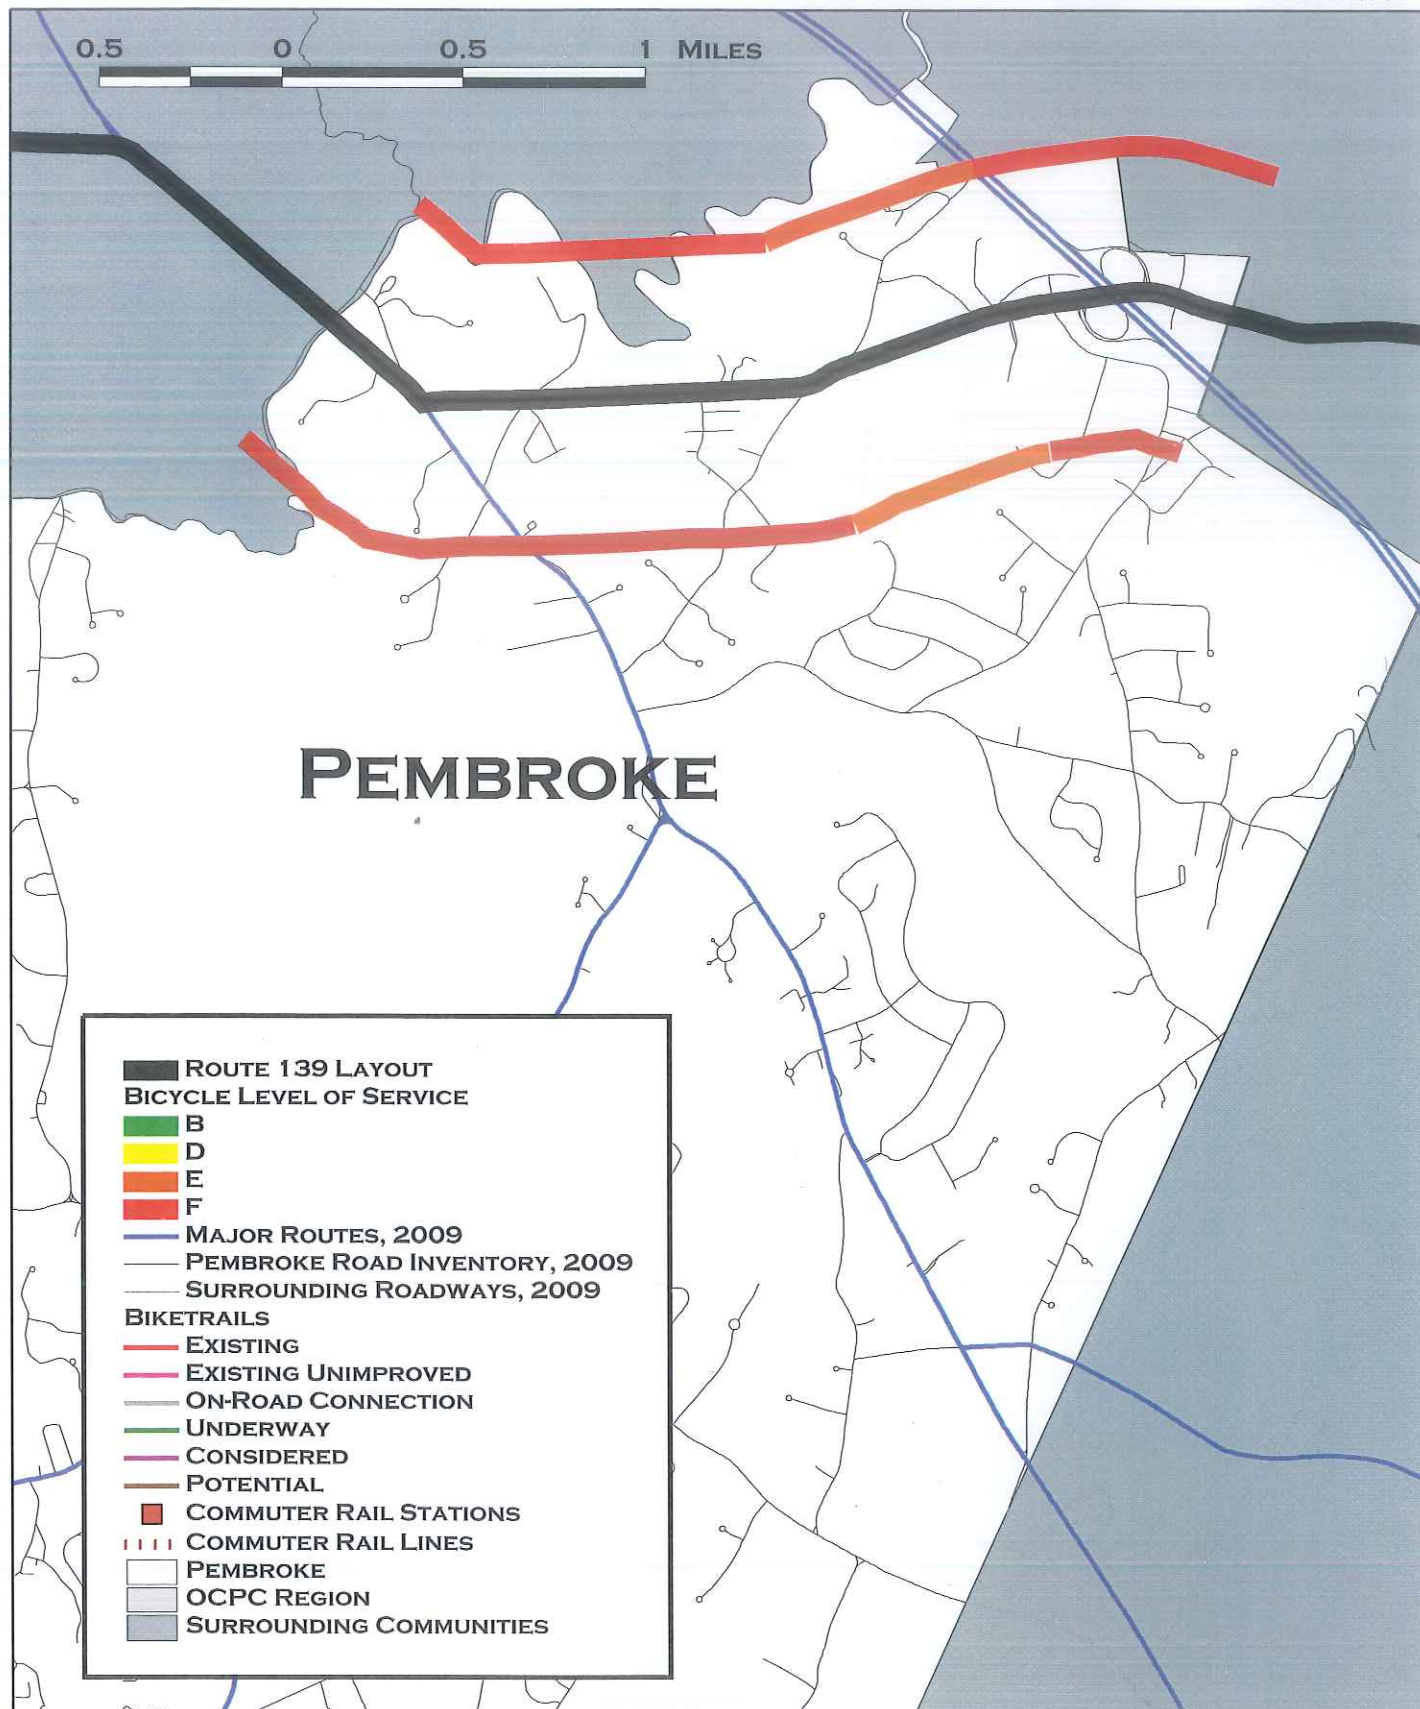 0.5 0 0.5 1 MILES
PEMBROKE
ROUTE 139 LAYOUT
BICYCLE LEVEL OF SERVICE
B
D
E
F
MAJOR ROUTES, 2009
PEMBROKE ROAD INVENTORY, 2009
SURROUNDING ROADWAYS, 2009
BIKETRAILS
EXISTING
EXISTING UNIMPROVED
ON-ROAD CONNECTION
UNDERWAY
CONSIDERED
POTENTIAL
COMMUTER RAIL STATIONS
COMMUTER RAIL LINES
PEMBROKE
OCPC REGION
SURROUNDING COMMUNITIES